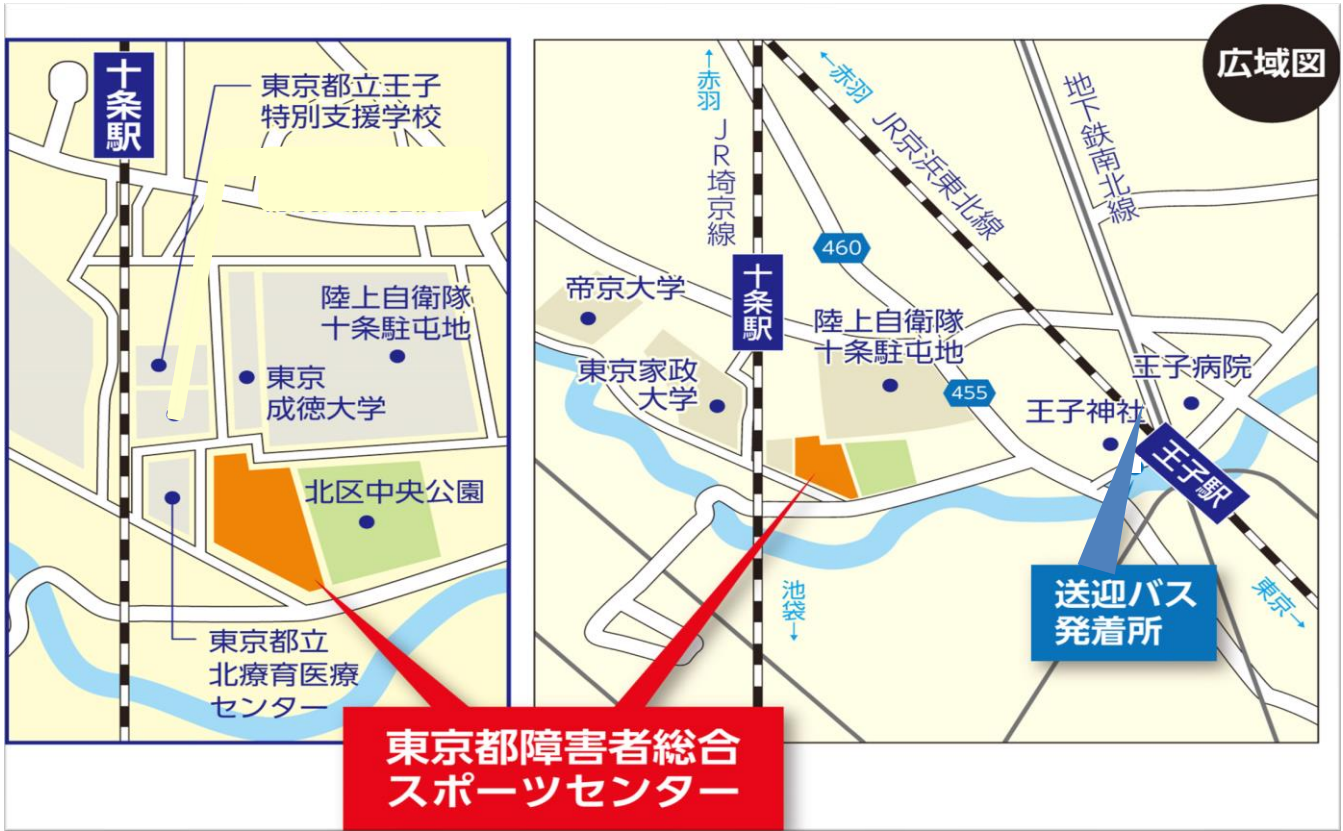 十条駅
東京都立王子
特別支援学校
陸上自衛隊
十条駐屯地
東京
成徳大学
北区中央公園
東京都立
北療育医療
センター
広域図
←赤羽
JR埼京線
←赤羽
JR京浜東北線
地下鉄南北線
460
帝京大学
十条駅
陸上自衛隊
十条駐屯地
東京家政
大学
455
王子病院
王子神社
王子駅
池袋→
東京→
送迎バス
発着所
東京都障害者総合
スポーツセンター